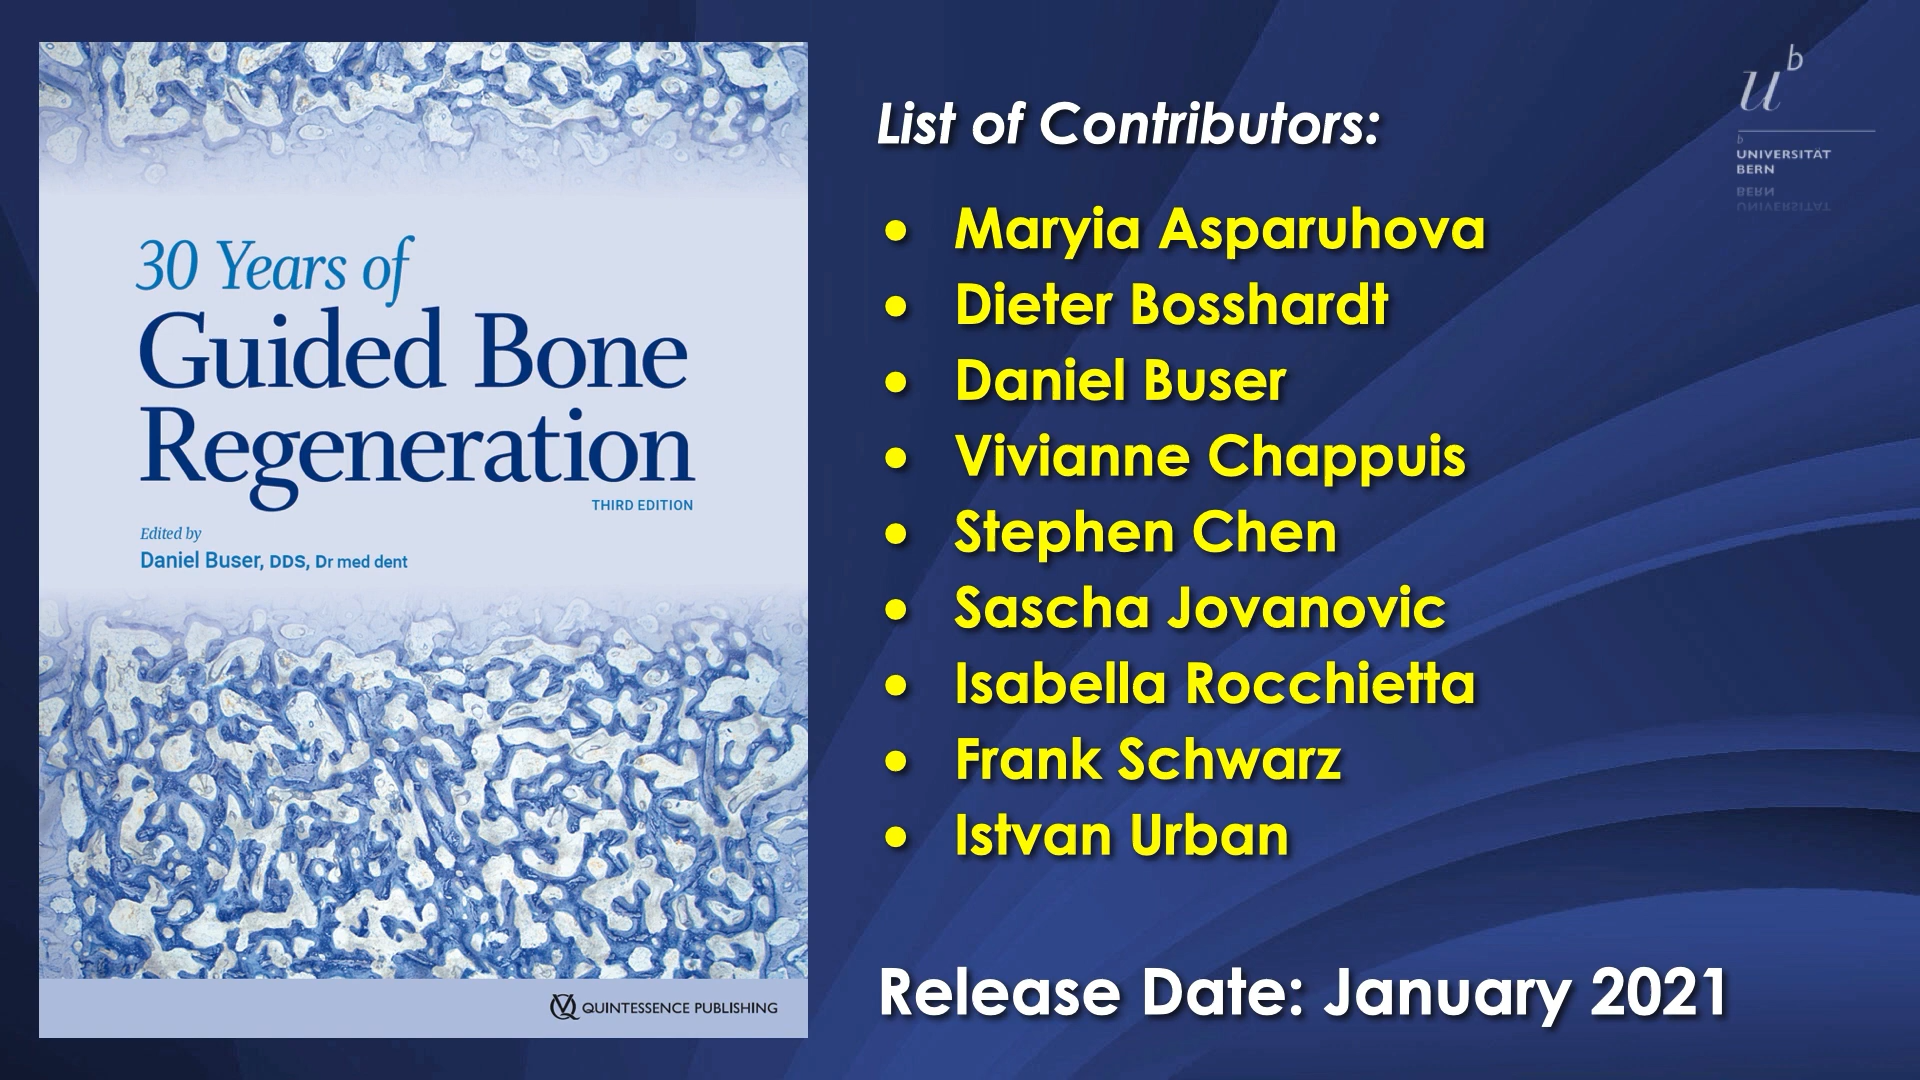 30 Years of
Guided Bone
Regeneration
THIRD EDITION
Edited by
Daniel Buser, DDS, Dr med dent
QUINTESSENCE PUBLISHING
List of Contributors:
• Maryia Asparuhova
• Dieter Bosshardt
• Daniel Buser
• Vivianne Chappuis
• Stephen Chen
• Sascha Jovanovic
• Isabella Rocchietta
• Frank Schwarz
• Istvan Urban
Release Date: January 2021
u b
b
UNIVERSITÄT
BERN